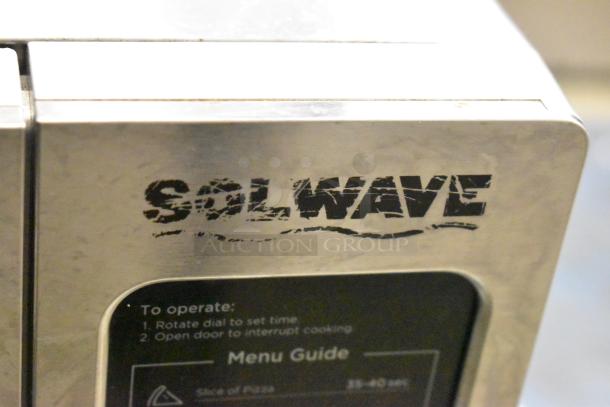 SOLWAVE
AUCTION GROUP
To operate:
1. Rotate dial to set time.
2. Open door to interrupt cooking.
Menu Guide
Slice of Pizza 35-40 sec